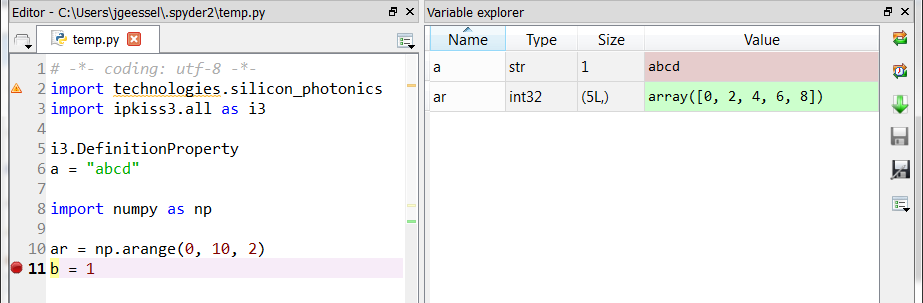 Editor - C:\Users\jgeessel\.spyder2\temp.py
temp.py
1 # -*- coding: utf-8 -*-
2 import technologies.silicon_photonics
3 import ipkiss3.all as i3
4
5 i3.DefinitionProperty
6 a = "abcd"
7
8 import numpy as np
9
10 ar = np.arange(0, 10, 2)
11 b = 1
Variable explorer
Name Type Size Value
a str 1 abcd
ar int32 (5L,) array([0, 2, 4, 6, 8])